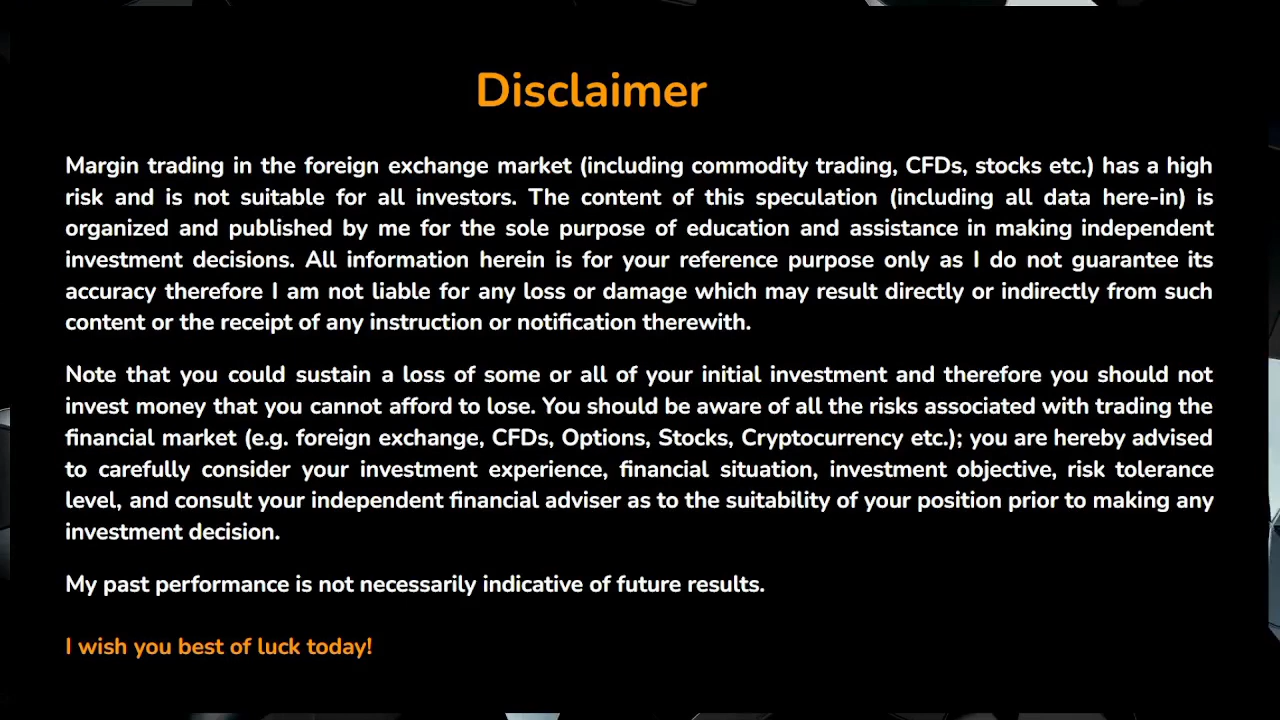 Disclaimer
Margin trading in the foreign exchange market (including commodity trading, CFDs, stocks etc.) has a high
risk and is not suitable for all investors. The content of this speculation (including all data here-in) is
organized and published by me for the sole purpose of education and assistance in making independent
investment decisions. All information herein is for your reference purpose only as I do not guarantee its
accuracy therefore I am not liable for any loss or damage which may result directly or indirectly from such
content or the receipt of any instruction or notification therewith.
Note that you could sustain a loss of some or all of your initial investment and therefore you should not
invest money that you cannot afford to lose. You should be aware of all the risks associated with trading the
financial market (e.g. foreign exchange, CFDs, Options, Stocks, Cryptocurrency etc.); you are hereby advised
to carefully consider your investment experience, financial situation, investment objective, risk tolerance
level, and consult your independent financial adviser as to the suitability of your position prior to making any
investment decision.
My past performance is not necessarily indicative of future results.
I wish you best of luck today!